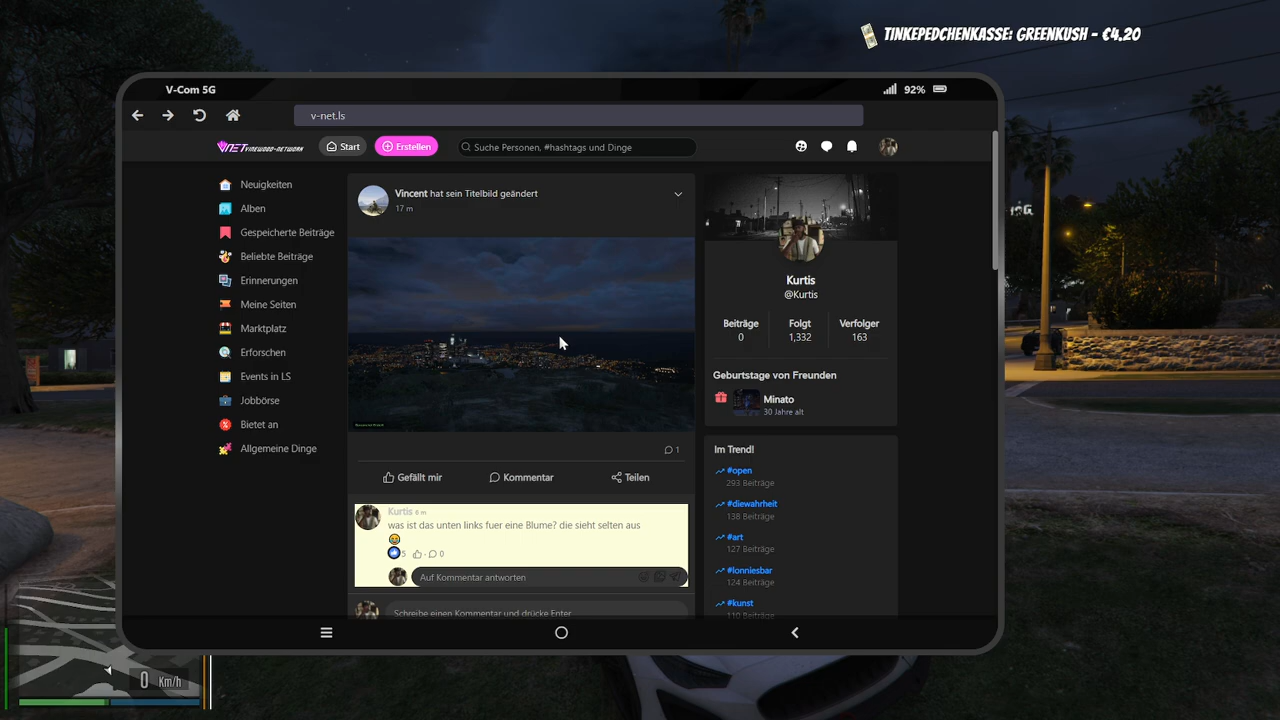 TINKEPEDCHENKASSE: GREENKUSH - €4.20
V-Com 5G
92%
v-net.ls
VNET VINEWOOD-NETWORK
Start
Erstellen
Suche Personen, #hashtags und Dinge
Neuigkeiten
Alben
Gespeicherte Beiträge
Beliebte Beiträge
Erinnerungen
Meine Seiten
Marktplatz
Erforschen
Events in LS
Jobbörse
Bietet an
Allgemeine Dinge
Vincent hat sein Titelbild geändert
17 m
1
Gefällt mir
Kommentar
Teilen
Kurtis 6 m
was ist das unten links fuer eine Blume? die sieht selten aus
5 · 0
Auf Kommentar antworten
Schreibe einen Kommentar und drücke Enter
Kurtis
@Kurtis
Beiträge Folgt Verfolger
0 1,332 163
Geburtstage von Freunden
Minato
30 Jahre alt
Im Trend!
#open
293 Beiträge
#diewahrheit
138 Beiträge
#art
127 Beiträge
#lonniesbar
124 Beiträge
#kunst
110 Beiträge
0 Km/h